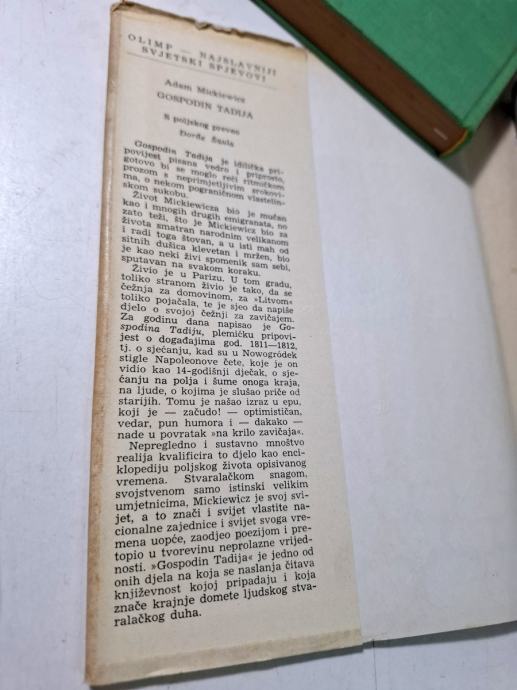 OLIMP — NAJSLAVNIJI
SVJETSKI SPJEVOVI
Adam Mickiewicz
GOSPODIN TADIJA
S poljskog preveo
Đorđe Šaula
Gospodin Tadija je idilička pri-
povijest pisana vedro i priprosto,
gotovo bi se moglo reći ritmičkom
prozom s neprimjetljivim srokovi-
ma, o nekom pograničnom vlastelin-
skom sukobu.
Život Mickiewicza bio je mučan
kao i mnogih drugih emigranata, no
zato teži, što je Mickiewicz bio za
života smatran narodnim velikanom
i radi toga štovan, a u isti mah od
sitnih dušica klevetan i mržen, bio
je kao neki živi spomenik sam sebi,
sputavan na svakom koraku.
Živio je u Parizu. U tom gradu,
toliko stranom živio je tako, da se
čežnja za domovinom, za »Litvom«
toliko pojačala, te je sjeo da napiše
djelo o svojoj čežnji za zavičajem.
Za godinu dana napisao je Go-
spodina Tadiju, plemićku pripovi-
jest o događajima god. 1811—1812,
tj. o sjećanju, kad su u Nowogródek
stigle Napoleonove čete, koje je on
vidio kao 14-godišnji dječak, o sje-
ćanju na polja i šume onoga kraja,
na ljude, o kojima je slušao priče od
starijih. Tomu je našao izraz u epu,
koji je — začudo! — optimističan,
vedar, pun humora i — dakako —
nade u povratak »na krilo zavičaja«.
Nepregledno i sustavno mnoštvo
realija kvalificira to djelo kao enci-
klopediju poljskog života opisivanog
vremena. Stvaralačkom snagom,
svojstvenom samo istinski velikim
umjetnicima, Mickiewicz je svoj svi-
jet, a to znači i svijet vlastite na-
cionalne zajednice i svijet svoga vre-
mena uopće, zaodjeo poezijom i pre-
topio u tvorevinu neprolazne vrijed-
nosti. »Gospodin Tadija« je jedno od
onih djela na koja se naslanja čitava
književnost kojoj pripadaju i koja
znače krajnje domete ljudskog stva-
ralačkog duha.